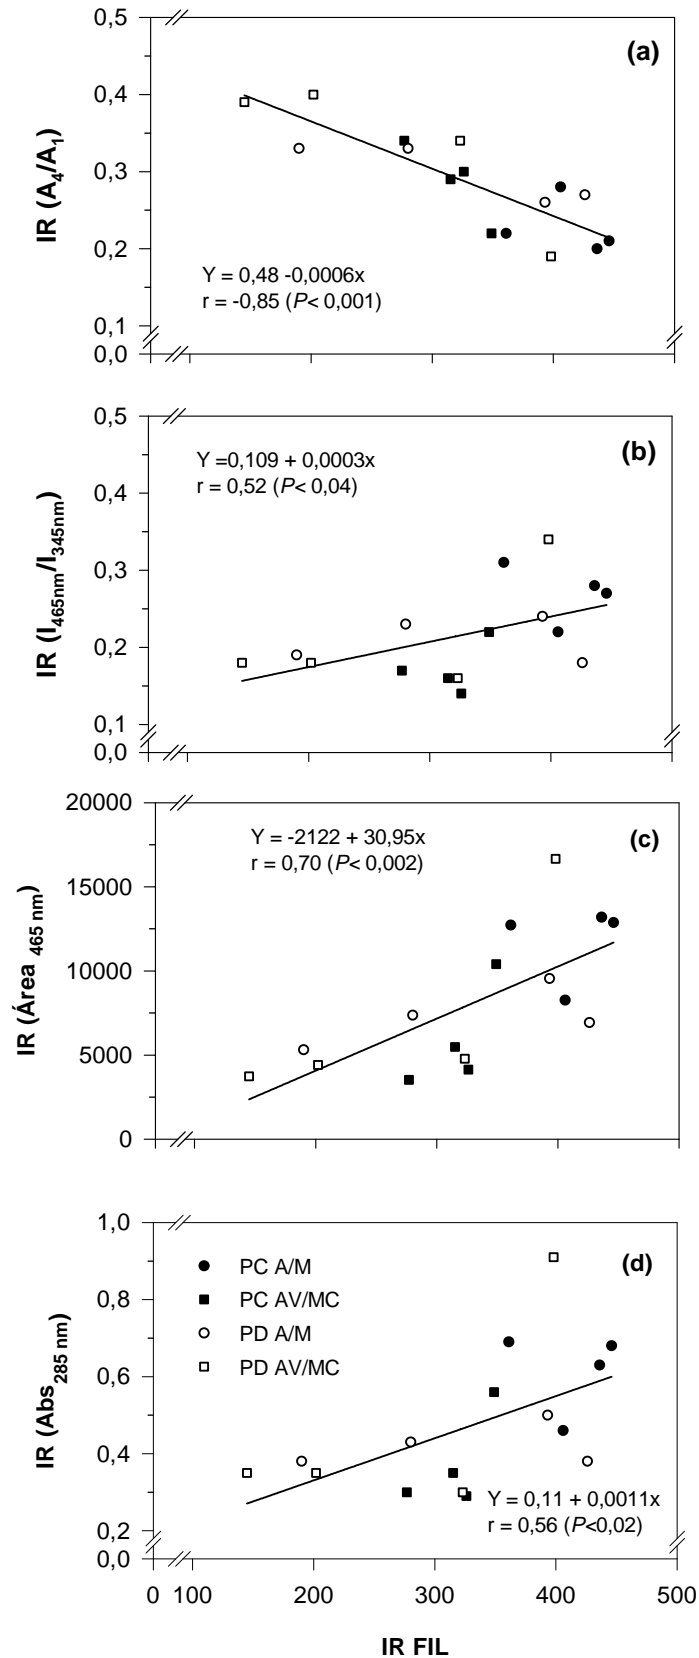 0,5
(a)
0,4
0,3
IR (A4/A1)
0,2
Y = 0,48 -0,0006x
r = -0,85 (P< 0,001)
0,1
0,0
0,5
Y =0,109 + 0,0003x
(b)
r = 0,52 (P< 0,04)
0,4
0,3
IR (I465nm/I345nm)
0,2
0,1
0,0
20000
Y = -2122 + 30,95x
(c)
r = 0,70 (P< 0,002)
15000
10000
IR (Área 465 nm)
5000
0
1,0
PC A/M
(d)
PC AV/MC
0,8
PD A/M
PD AV/MC
0,6
IR (Abs285 nm)
0,4
Y = 0,11 + 0,0011x
r = 0,56 (P<0,02)
0,2
0,0
0 100 200 300 400 500
IR FIL